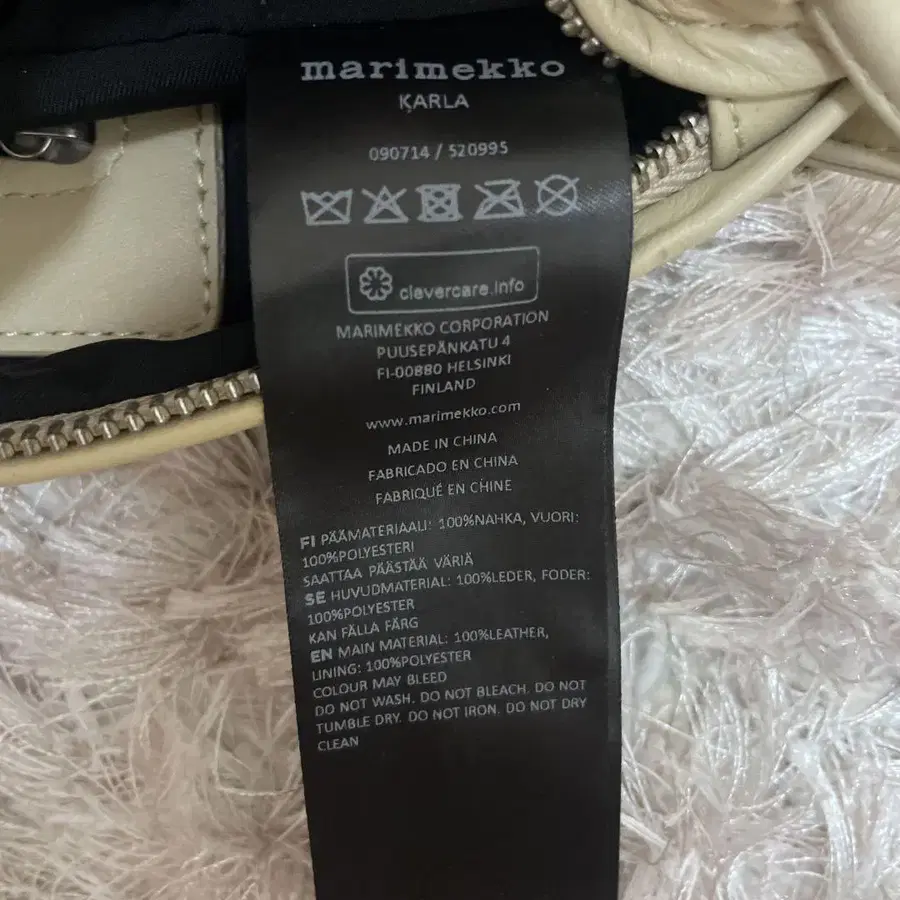 marimekko
ĶARLA
090714 / 520995
clevercare.info
MARIMEKKO CORPORATION
PUUSEPÄNKATU 4
FI-00880 HELSINKI
FINLAND
www.marimekko.com
MADE IN CHINA
FABRICADO EN CHINA
FABRIQUÉ EN CHINE
FI PÄÄMATERIAALI: 100%NAHKA, VUORI:
100%POLYESTERI
SAATTAA PÄÄSTÄÄ VÄRIÄ
SE HUVUDMATERIAL: 100%LEDER, FODER:
100%POLYESTER
KAN FÄLLA FÄRG
EN MAIN MATERIAL: 100%LEATHER,
LINING: 100%POLYESTER
COLOUR MAY BLEED
DO NOT WASH. DO NOT BLEACH. DO NOT
TUMBLE DRY. DO NOT IRON. DO NOT DRY
CLEAN